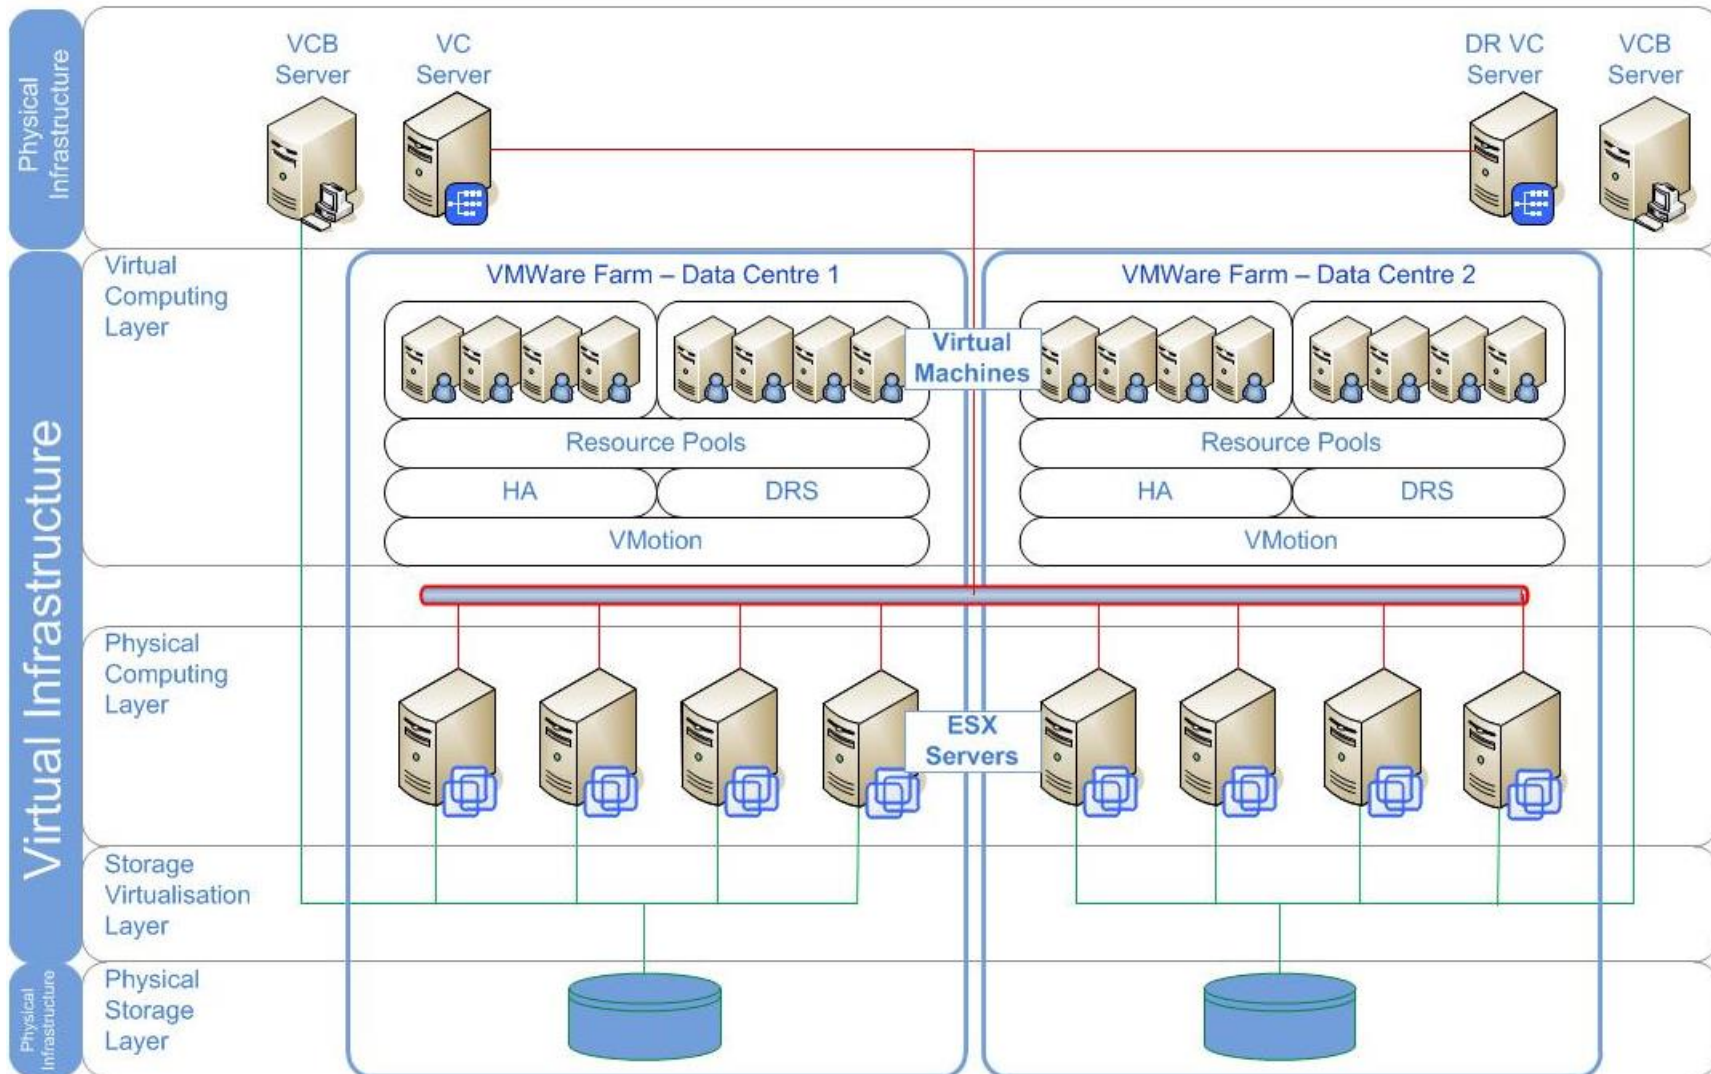 Physical
Infrastructure
VCB
Server
VC
Server
DR VC
Server
VCB
Server
Virtual Infrastructure
Virtual
Computing
Layer
VMWare Farm – Data Centre 1
VMWare Farm – Data Centre 2
Virtual
Machines
Resource Pools
Resource Pools
HA
DRS
HA
DRS
VMotion
VMotion
Physical
Computing
Layer
ESX
Servers
Storage
Virtualisation
Layer
Physical
Infrastructure
Physical
Storage
Layer